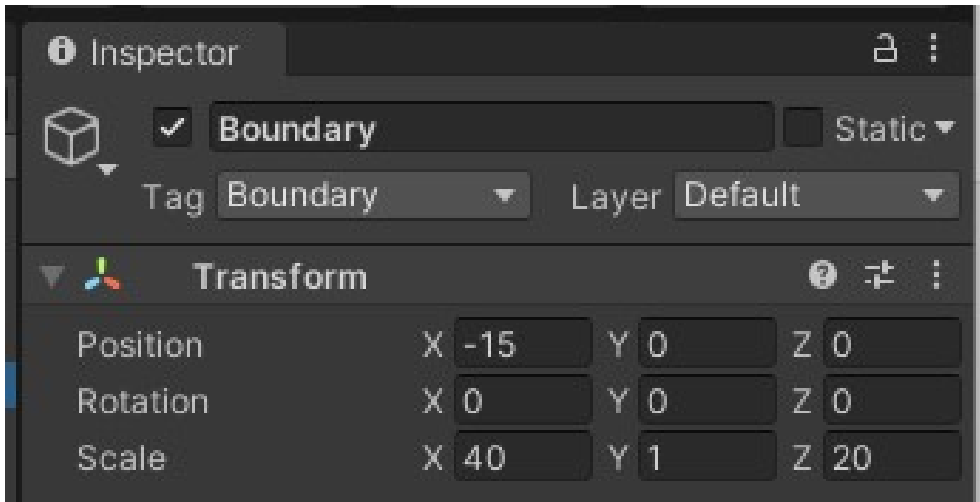 Inspector
Boundary Static
Tag Boundary Layer Default
Transform
Position X -15 Y 0 Z 0
Rotation X 0 Y 0 Z 0
Scale X 40 Y 1 Z 20